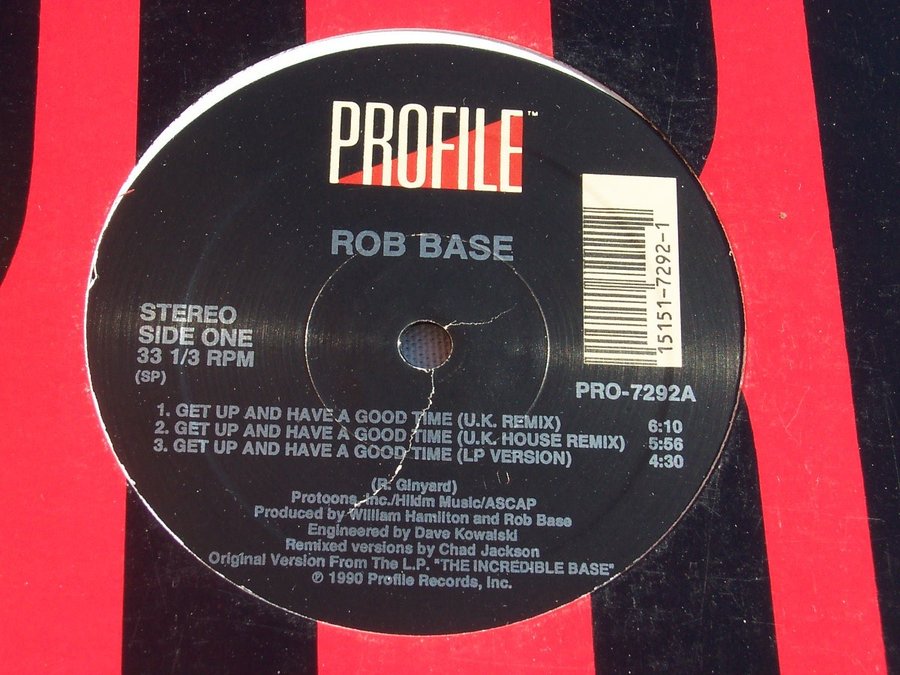 PROFILE™
ROB BASE
STEREO
SIDE ONE
33 1/3 RPM
(SP)
15151-7292-1
PRO-7292A
1. GET UP AND HAVE A GOOD TIME (U.K. REMIX) 6:10
2. GET UP AND HAVE A GOOD TIME (U.K. HOUSE REMIX) 5:56
3. GET UP AND HAVE A GOOD TIME (LP VERSION) 4:30
(R. Ginyard)
Protoons, Inc./Hikim Music/ASCAP
Produced by William Hamilton and Rob Base
Engineered by Dave Kowalski
Remixed versions by Chad Jackson
Original Version From The L.P. "THE INCREDIBLE BASE"
℗ 1990 Profile Records, Inc.